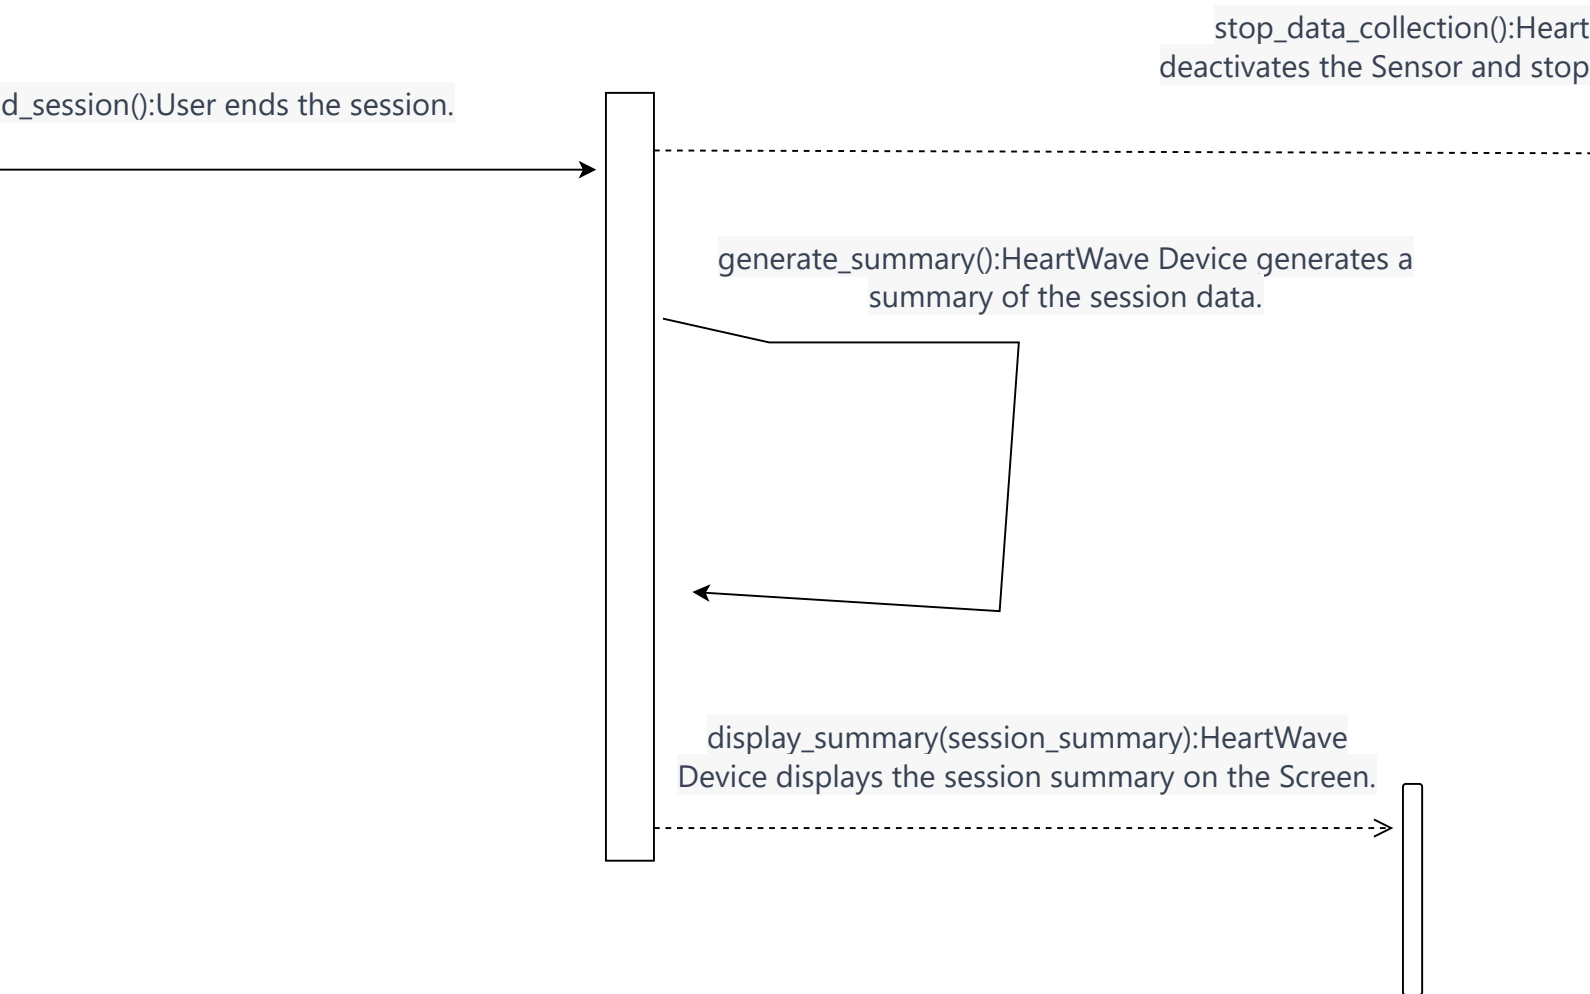 stop_data_collection():Heart
deactivates the Sensor and stop
d_session():User ends the session.
generate_summary():HeartWave Device generates a
summary of the session data.
display_summary(session_summary):HeartWave
Device displays the session summary on the Screen.